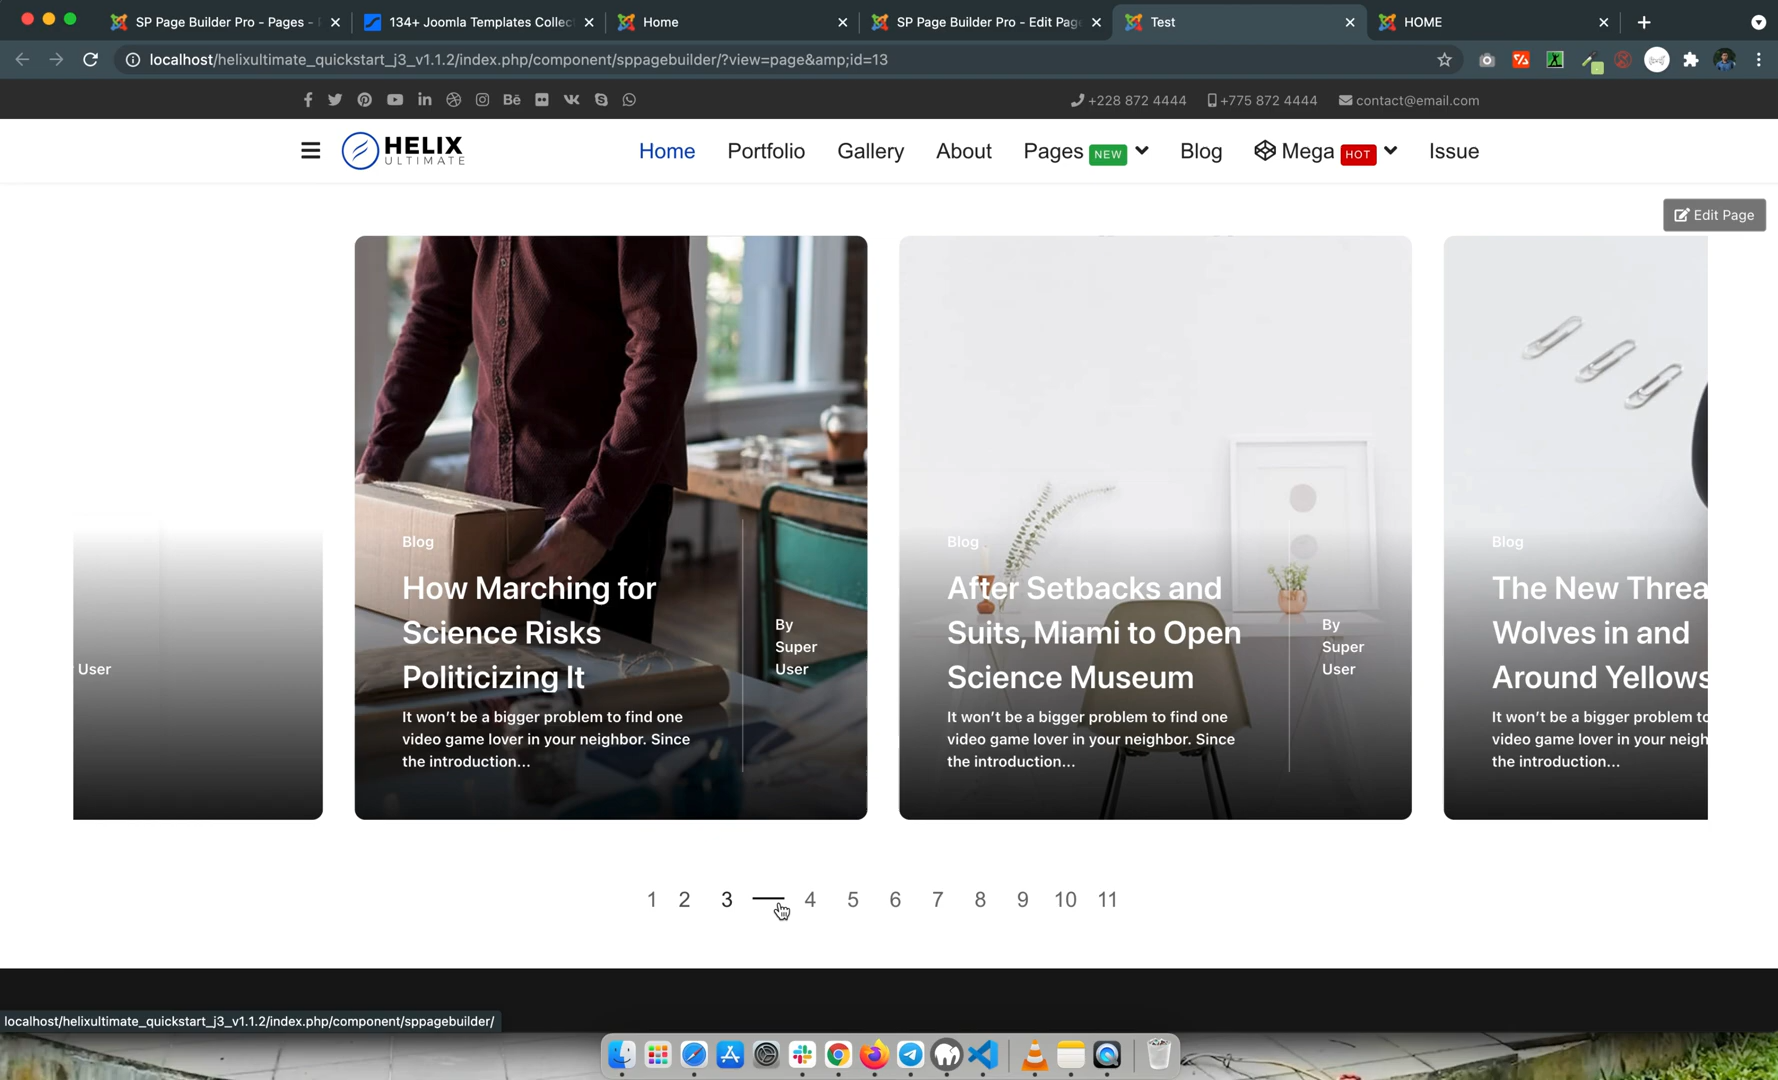 SP Page Builder Pro - Pages -
134+ Joomla Templates Collec
Home
SP Page Builder Pro - Edit Page
Test
HOME
localhost/helixultimate_quickstart_j3_v1.1.2/index.php/component/sppagebuilder/?view=page&amp;id=13
+228 872 4444
+775 872 4444
contact@email.com
HELIX
ULTIMATE
Home
Portfolio
Gallery
About
Pages NEW
Blog
Mega HOT
Issue
Edit Page
User
Blog
How Marching for
Science Risks
Politicizing It
It won't be a bigger problem to find one
video game lover in your neighbor. Since
the introduction...
By
Super
User
Blog
After Setbacks and
Suits, Miami to Open
Science Museum
It won't be a bigger problem to find one
video game lover in your neighbor. Since
the introduction...
By
Super
User
Blog
The New Threa
Wolves in and
Around Yellows
It won't be a bigger problem to
video game lover in your neigh
the introduction...
1 2 3 4 5 6 7 8 9 10 11
localhost/helixultimate_quickstart_j3_v1.1.2/index.php/component/sppagebuilder/